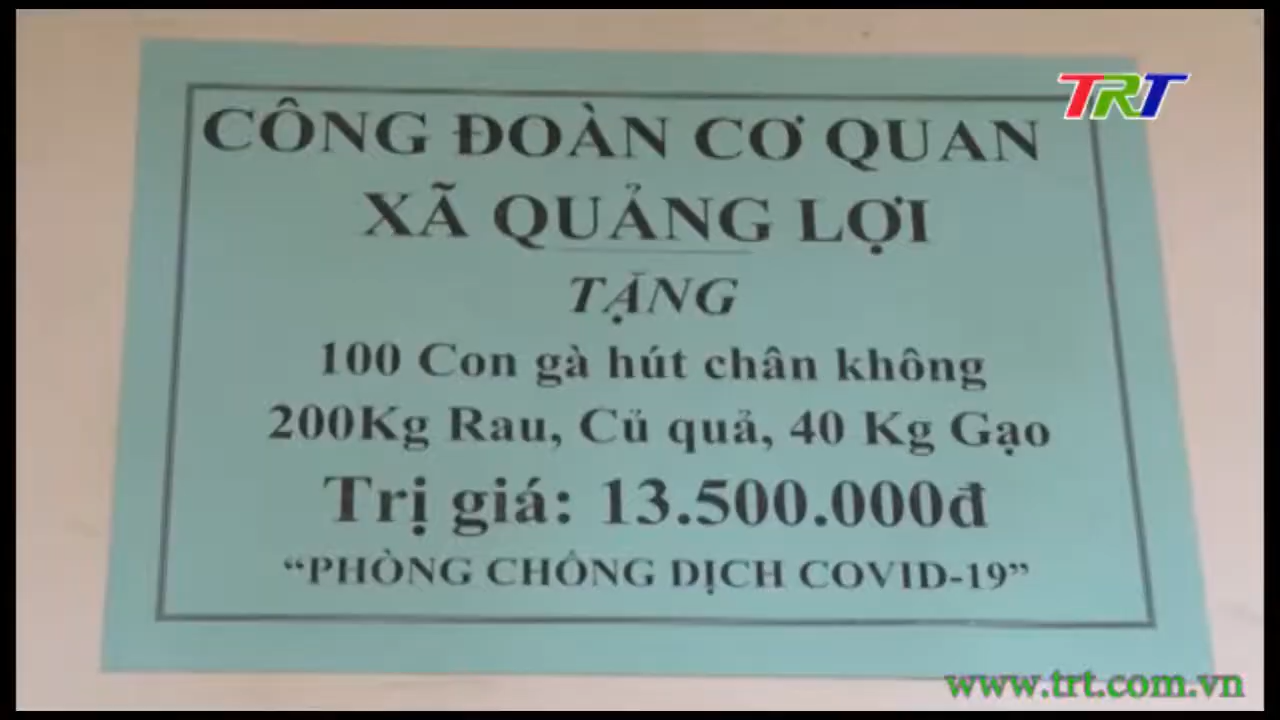 TRT
CÔNG ĐOÀN CƠ QUAN
XÃ QUẢNG LỢI
TẶNG
100 Con gà hút chân không
200Kg Rau, Củ quả, 40 Kg Gạo
Trị giá: 13.500.000đ
“PHÒNG CHỐNG DỊCH COVID-19”
www.trt.com.vn